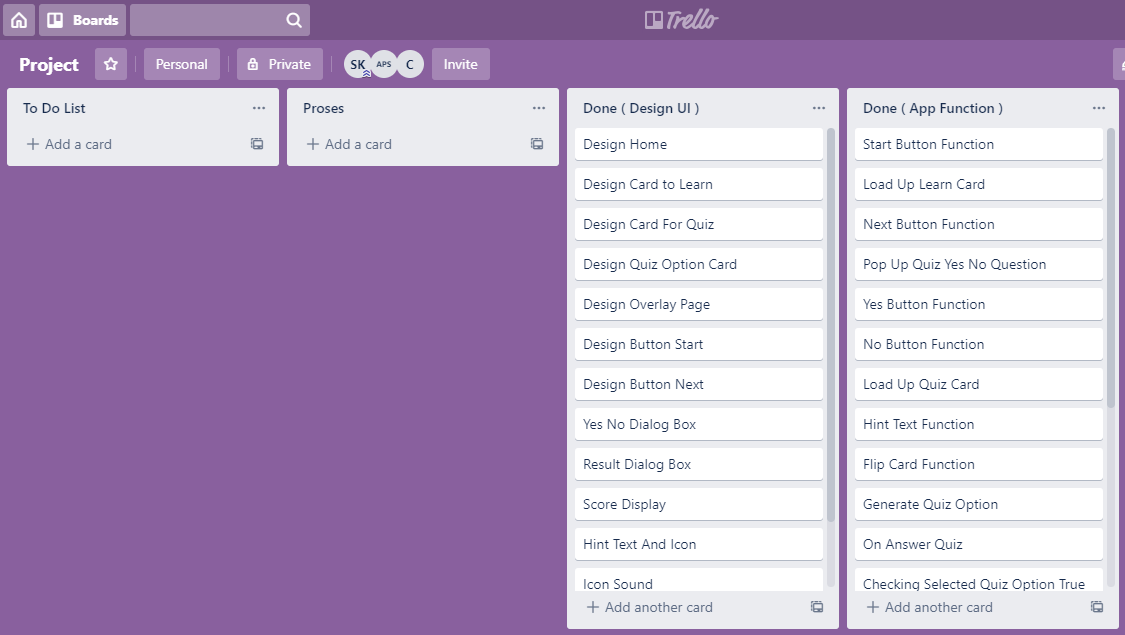 Boards
Trello
Project
Personal
Private
SK
APS
C
Invite
To Do List
Add a card
Proses
Add a card
Done ( Design UI )
Design Home
Design Card to Learn
Design Card For Quiz
Design Quiz Option Card
Design Overlay Page
Design Button Start
Design Button Next
Yes No Dialog Box
Result Dialog Box
Score Display
Hint Text And Icon
Icon Sound
Add another card
Done ( App Function )
Start Button Function
Load Up Learn Card
Next Button Function
Pop Up Quiz Yes No Question
Yes Button Function
No Button Function
Load Up Quiz Card
Hint Text Function
Flip Card Function
Generate Quiz Option
On Answer Quiz
Checking Selected Quiz Option True
Add another card